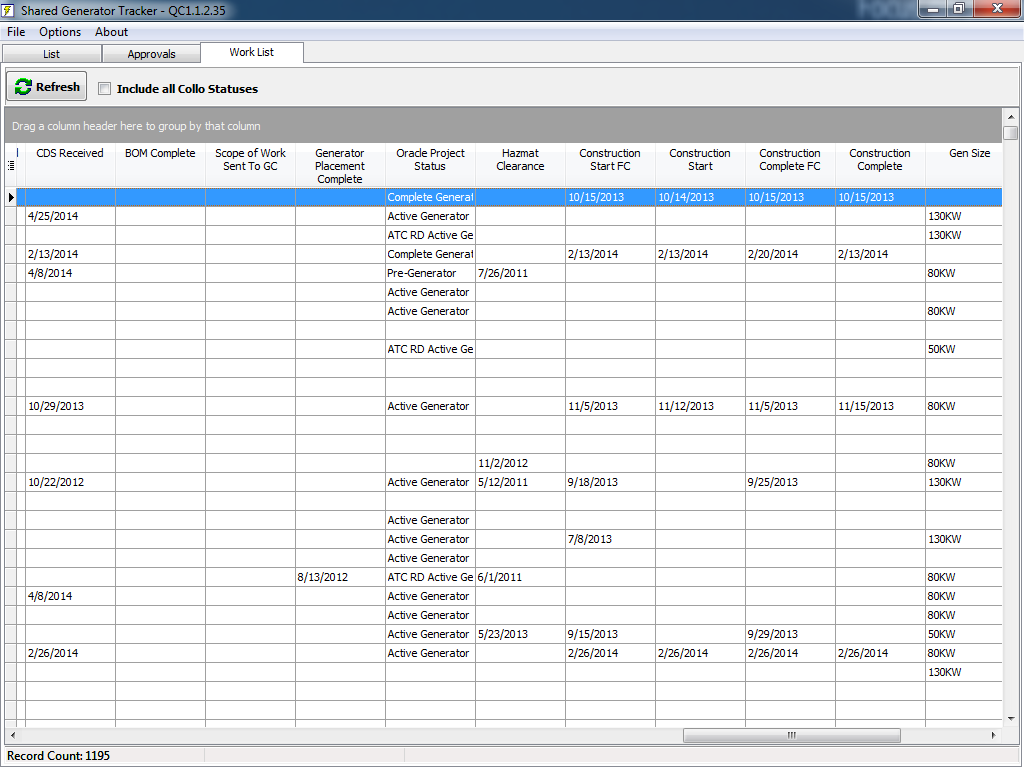 Shared Generator Tracker - QC1.1.2.35
File Options About
List Approvals Work List
Refresh Include all Collo Statuses
Drag a column header here to group by that column
CDS Received BOM Complete Scope of Work Generator Oracle Project Hazmat Construction Construction Construction Construction Gen Size
Sent To GC Placement Status Clearance Start FC Start Complete FC Complete
Complete
Complete Generat 10/15/2013 10/14/2013 10/15/2013 10/15/2013
4/25/2014 Active Generator 130KW
ATC RD Active Ge 130KW
2/13/2014 Complete Generat 2/13/2014 2/13/2014 2/20/2014 2/13/2014
4/8/2014 Pre-Generator 7/26/2011 80KW
Active Generator
Active Generator 80KW
ATC RD Active Ge 50KW
10/29/2013 Active Generator 11/5/2013 11/12/2013 11/5/2013 11/15/2013 80KW
11/2/2012 80KW
10/22/2012 Active Generator 5/12/2011 9/18/2013 9/25/2013 130KW
Active Generator
Active Generator 7/8/2013 130KW
Active Generator
8/13/2012 ATC RD Active Ge 6/1/2011 80KW
4/8/2014 Active Generator 80KW
Active Generator 80KW
Active Generator 5/23/2013 9/15/2013 9/29/2013 50KW
2/26/2014 Active Generator 2/26/2014 2/26/2014 2/26/2014 2/26/2014 80KW
130KW
Record Count: 1195